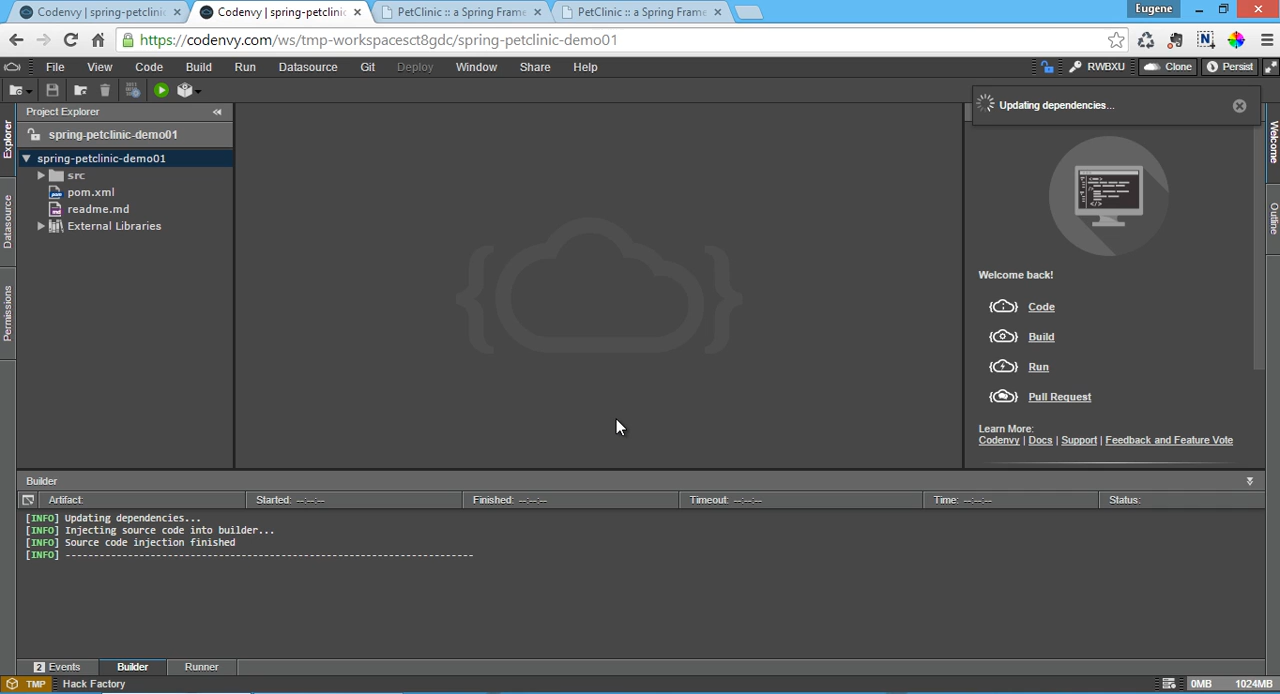 Codenvy | spring-petclinic
Codenvy | spring-petclinic
PetClinic :: a Spring Frame
PetClinic :: a Spring Frame
Eugene
https://codenvy.com/ws/tmp-workspacesct8gdc/spring-petclinic-demo01
File View Code Build Run Datasource Git Deploy Window Share Help
RWBXU Clone Persist
Project Explorer
Updating dependencies...
spring-petclinic-demo01
Explorer
Datasource
Permissions
spring-petclinic-demo01
src
pom.xml
readme.md
External Libraries
Welcome
Outline
Welcome back!
Code
Build
Run
Pull Request
Learn More:
Codenvy | Docs | Support | Feedback and Feature Vote
Builder
Artifact: Started: --:--:-- Finished: --:--:-- Timeout: --:--:-- Time: --:--:-- Status:
[INFO] Updating dependencies...
[INFO] Injecting source code into builder...
[INFO] Source code injection finished
[INFO] ------------------------------------------------------------------------
2 Events Builder Runner
TMP Hack Factory 0MB 1024MB